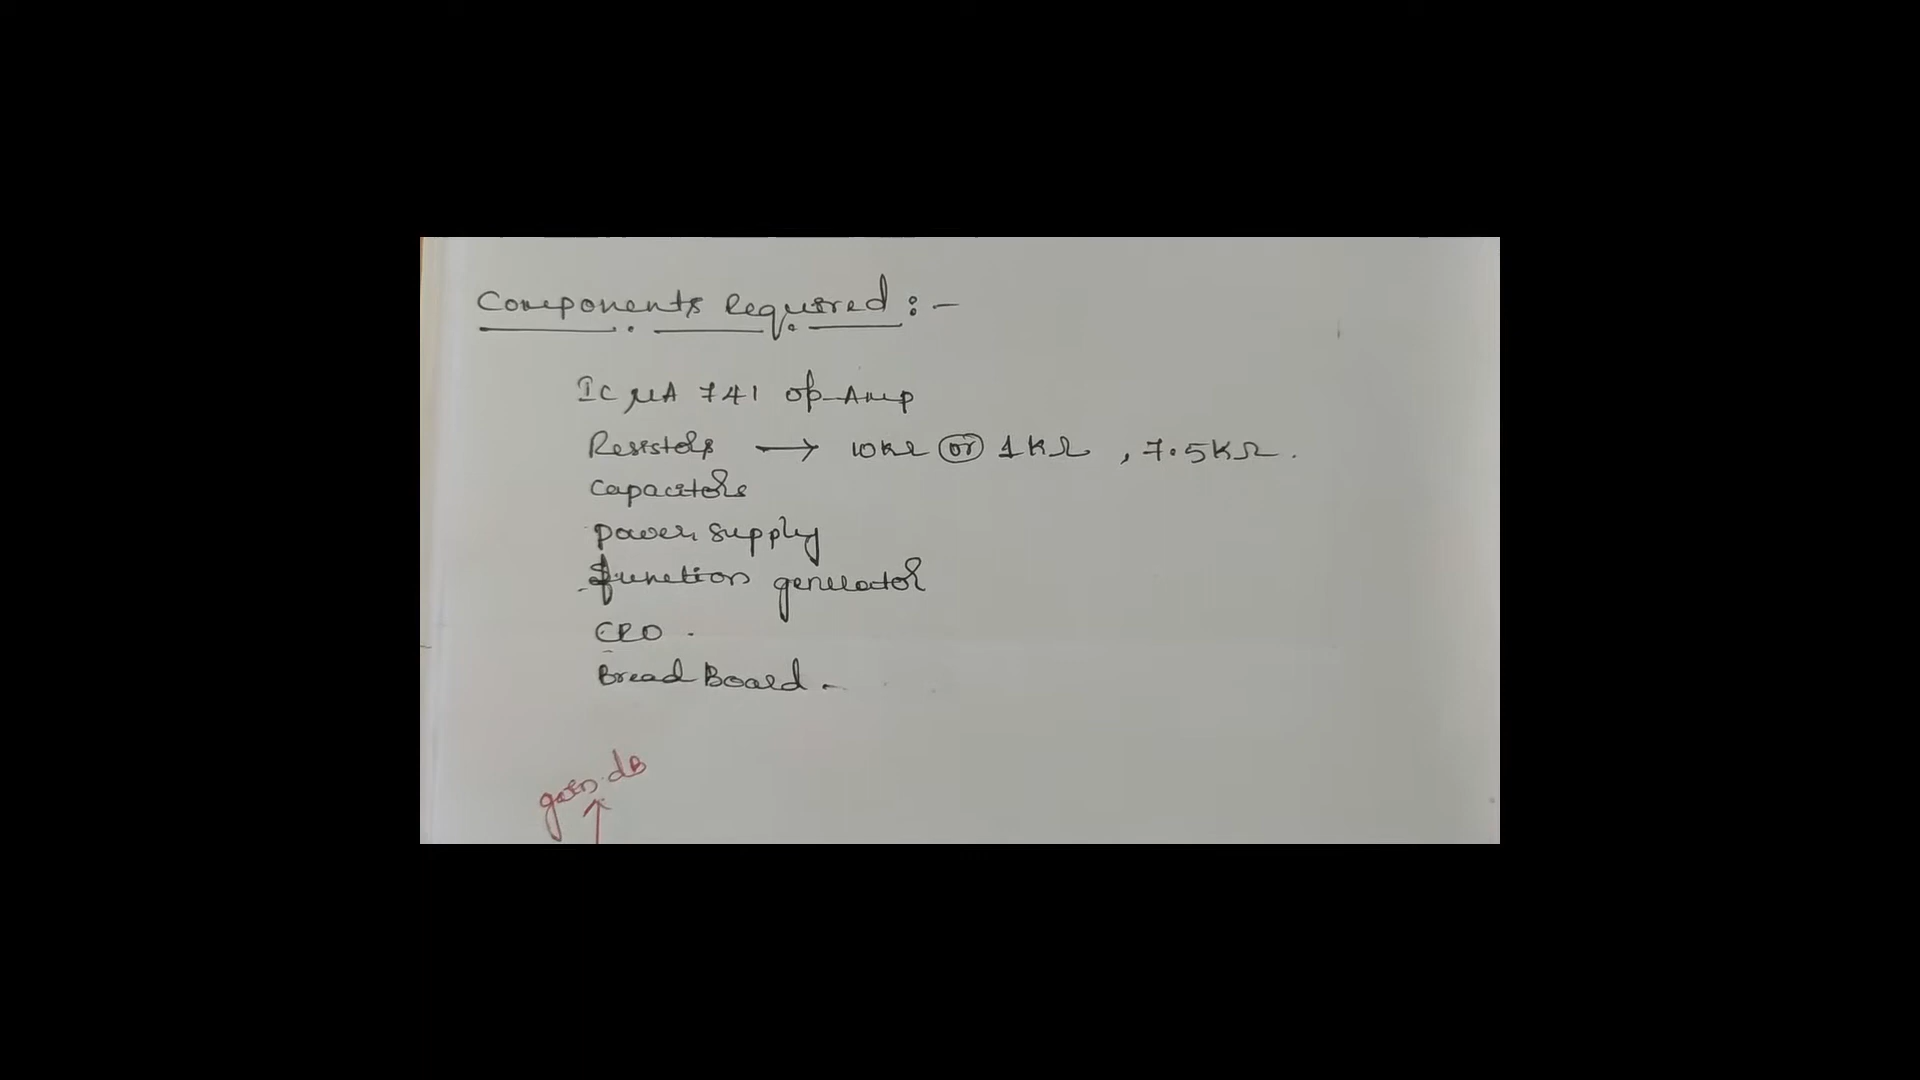 Components Required :-
IC μA 741 op-Amp
Resistors → 10KΩ or 1KΩ , 7.5KΩ .
Capacitors
power supply
function generator
CRO .
Bread Board .
gain dB